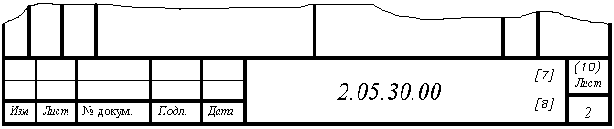 [7] (10)
Лист
2.05.30.00
[8]
Изм Лист № докум. Подп. Дата 2